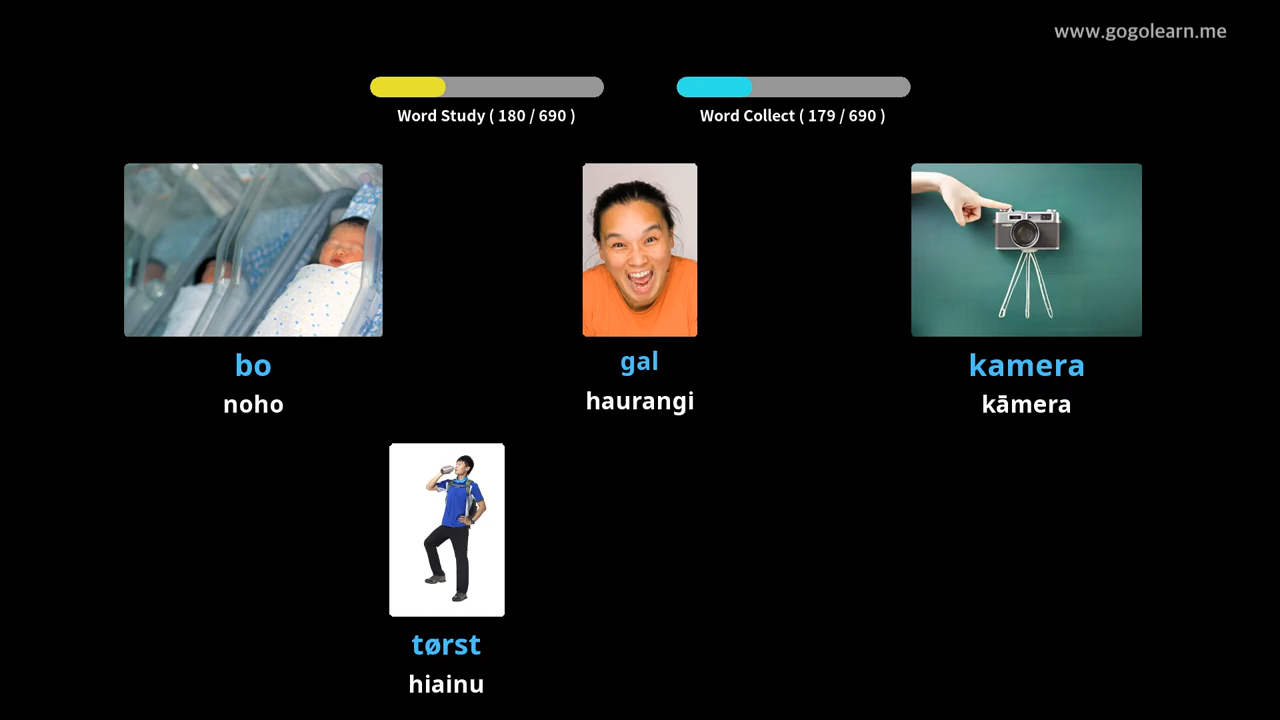 www.gogolearn.me
Word Study ( 180 / 690 )
Word Collect ( 179 / 690 )
bo
noho
gal
haurangi
kamera
kāmera
tørst
hiainu